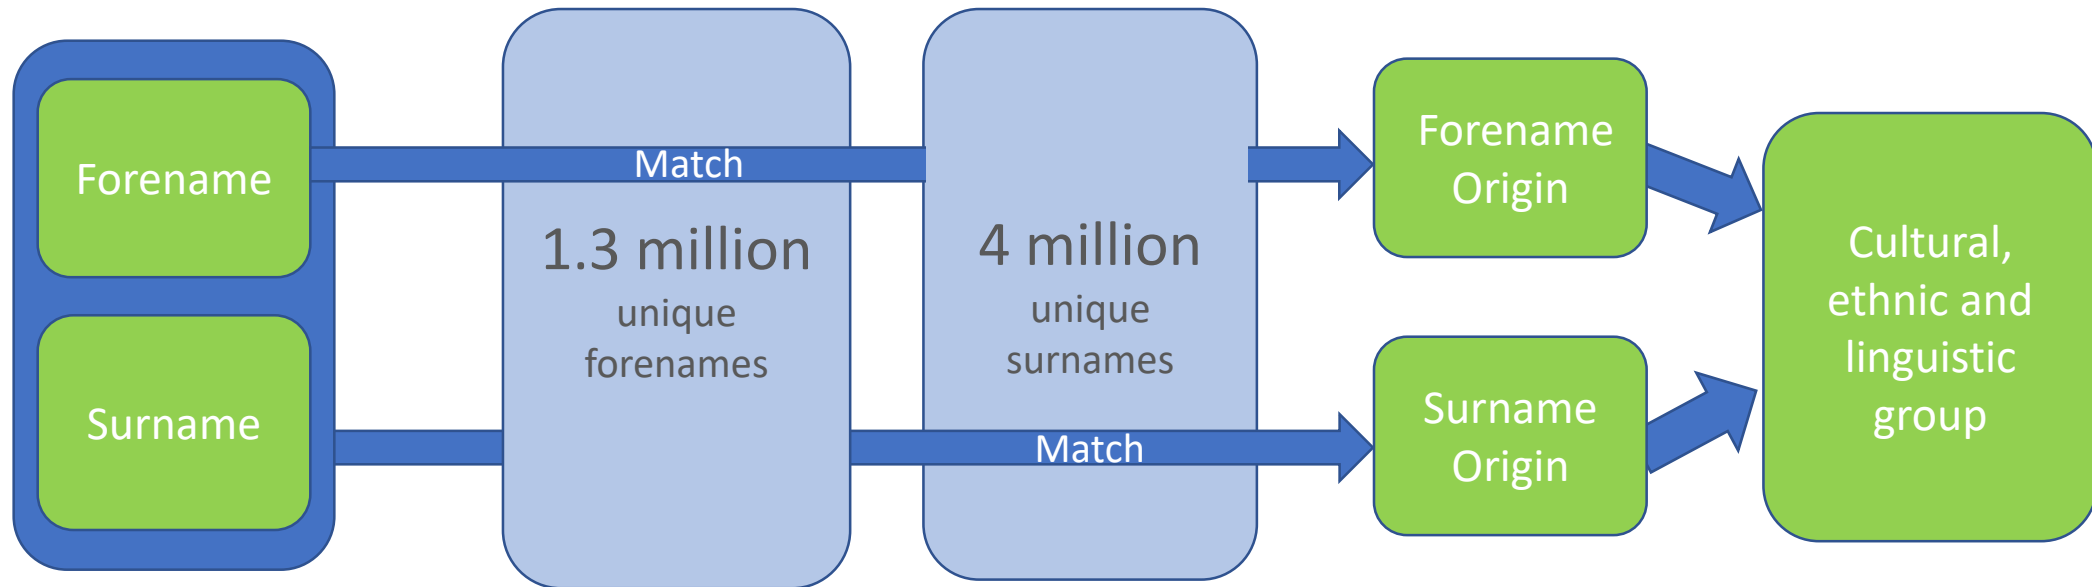 Forename
Surname
Match
1.3 million
unique
forenames
4 million
unique
surnames
Match
Forename
Origin
Surname
Origin
Cultural,
ethnic and
linguistic
group